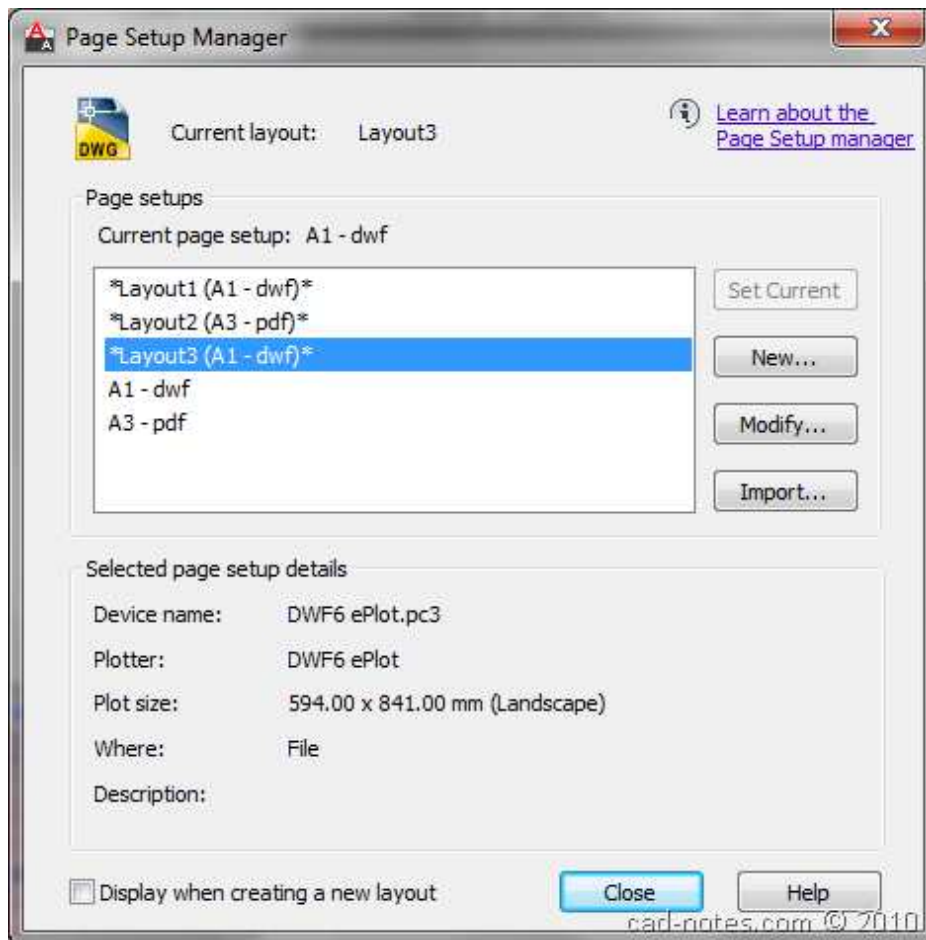 Page Setup Manager
DWG
Current layout: Layout3
Learn about the
Page Setup manager
Page setups
Current page setup: A1 - dwf
*Layout1 (A1 - dwf)*
*Layout2 (A3 - pdf)*
*Layout3 (A1 - dwf)*
A1 - dwf
A3 - pdf
Set Current
New...
Modify...
Import...
Selected page setup details
Device name: DWF6 ePlot.pc3
Plotter: DWF6 ePlot
Plot size: 594.00 x 841.00 mm (Landscape)
Where: File
Description:
Display when creating a new layout
Close
Help
cad-notes.com © 2010